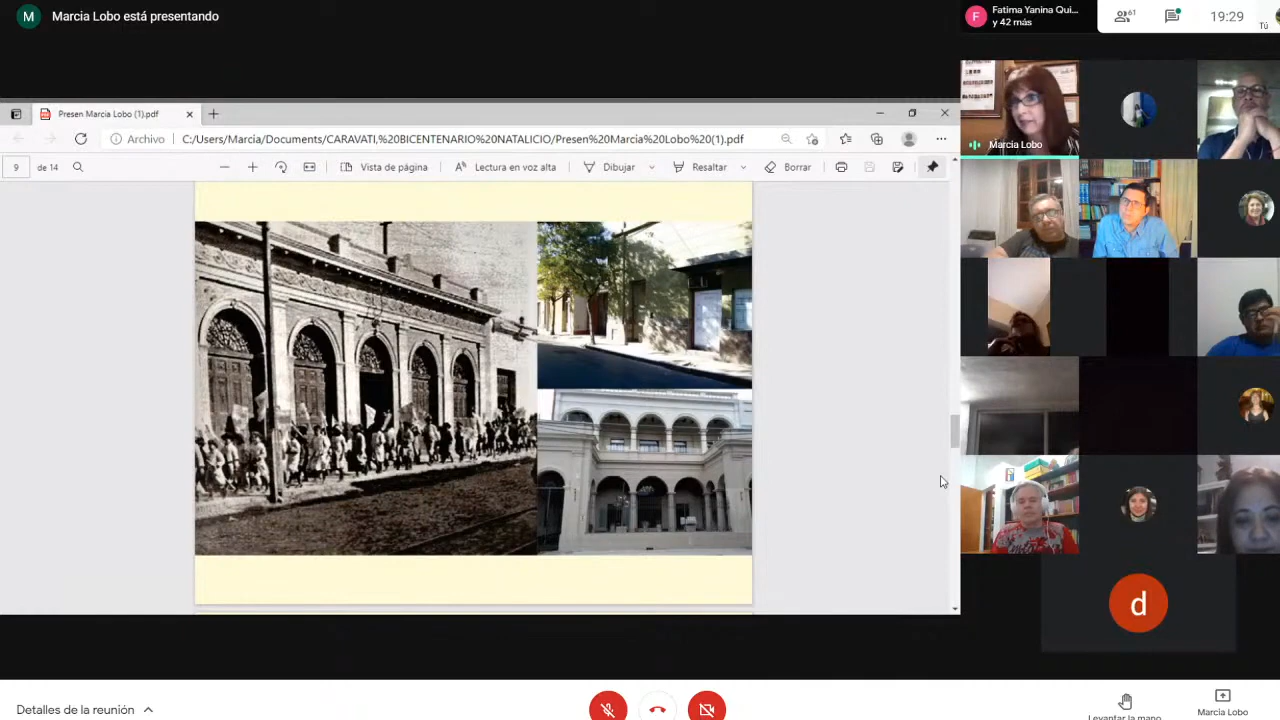 M Marcia Lobo está presentando
F Fatima Yanina Qui...
y 42 más
61
19:29
Tú
Presen Marcia Lobo (1).pdf
Archivo C:/Users/Marcia/Documents/CARAVATI,%20BICENTENARIO%20NATALICIO/Presen%20Marcia%20Lobo%20(1).pdf
9 de 14 Vista de página Lectura en voz alta Dibujar Resaltar Borrar
Marcia Lobo
d
Detalles de la reunión
Levantar la mano
Marcia Lobo